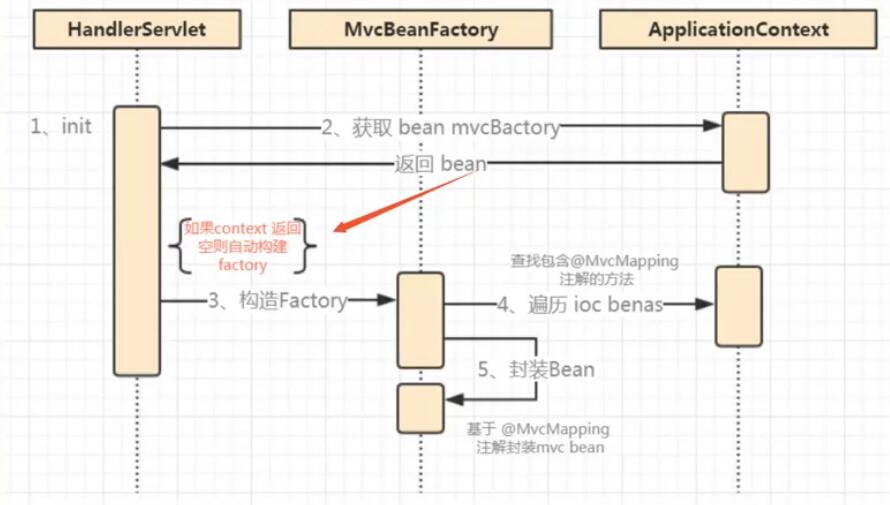 HandlerServlet
MvcBeanFactory
ApplicationContext
1、init
2、获取 bean mvcBactory
返回 bean
如果context 返回
空则自动构建
factory
查找包含@MvcMapping
注解的方法
3、构造Factory
4、遍历 ioc benas
5、封装Bean
基于 @MvcMapping
注解封装mvc bean